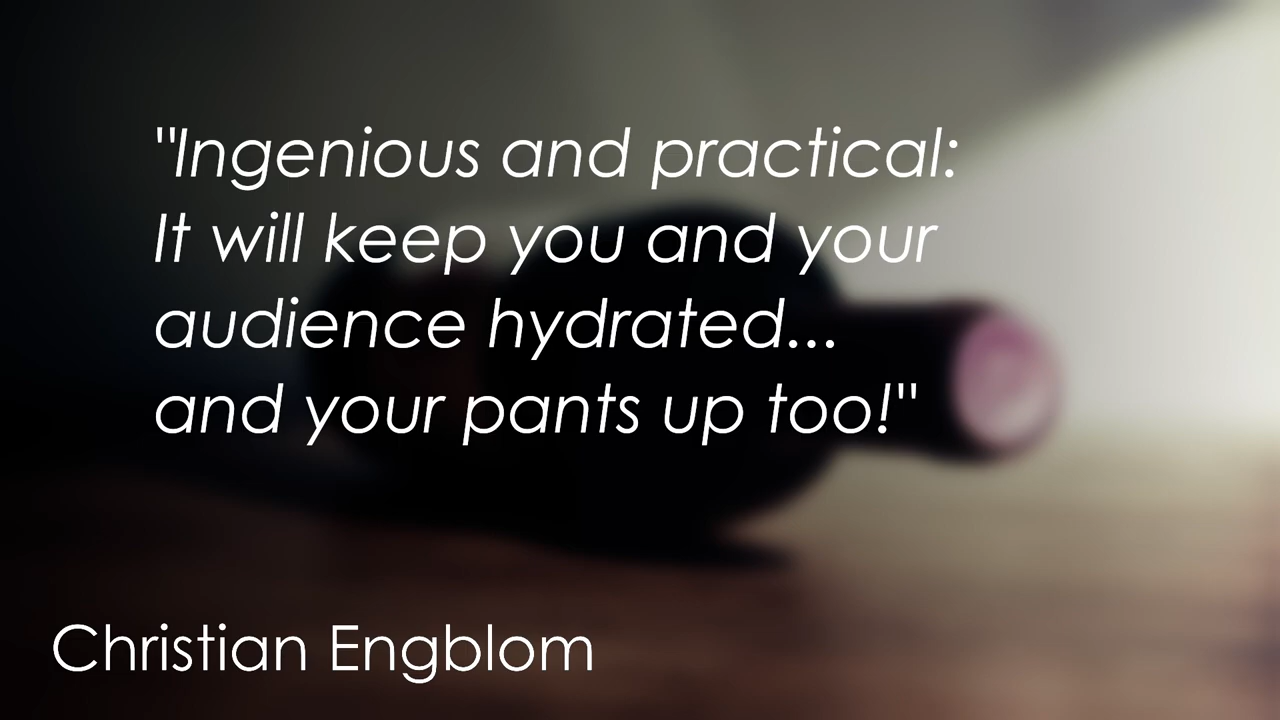 "Ingenious and practical:
It will keep you and your
audience hydrated...
and your pants up too!"
Christian Engblom